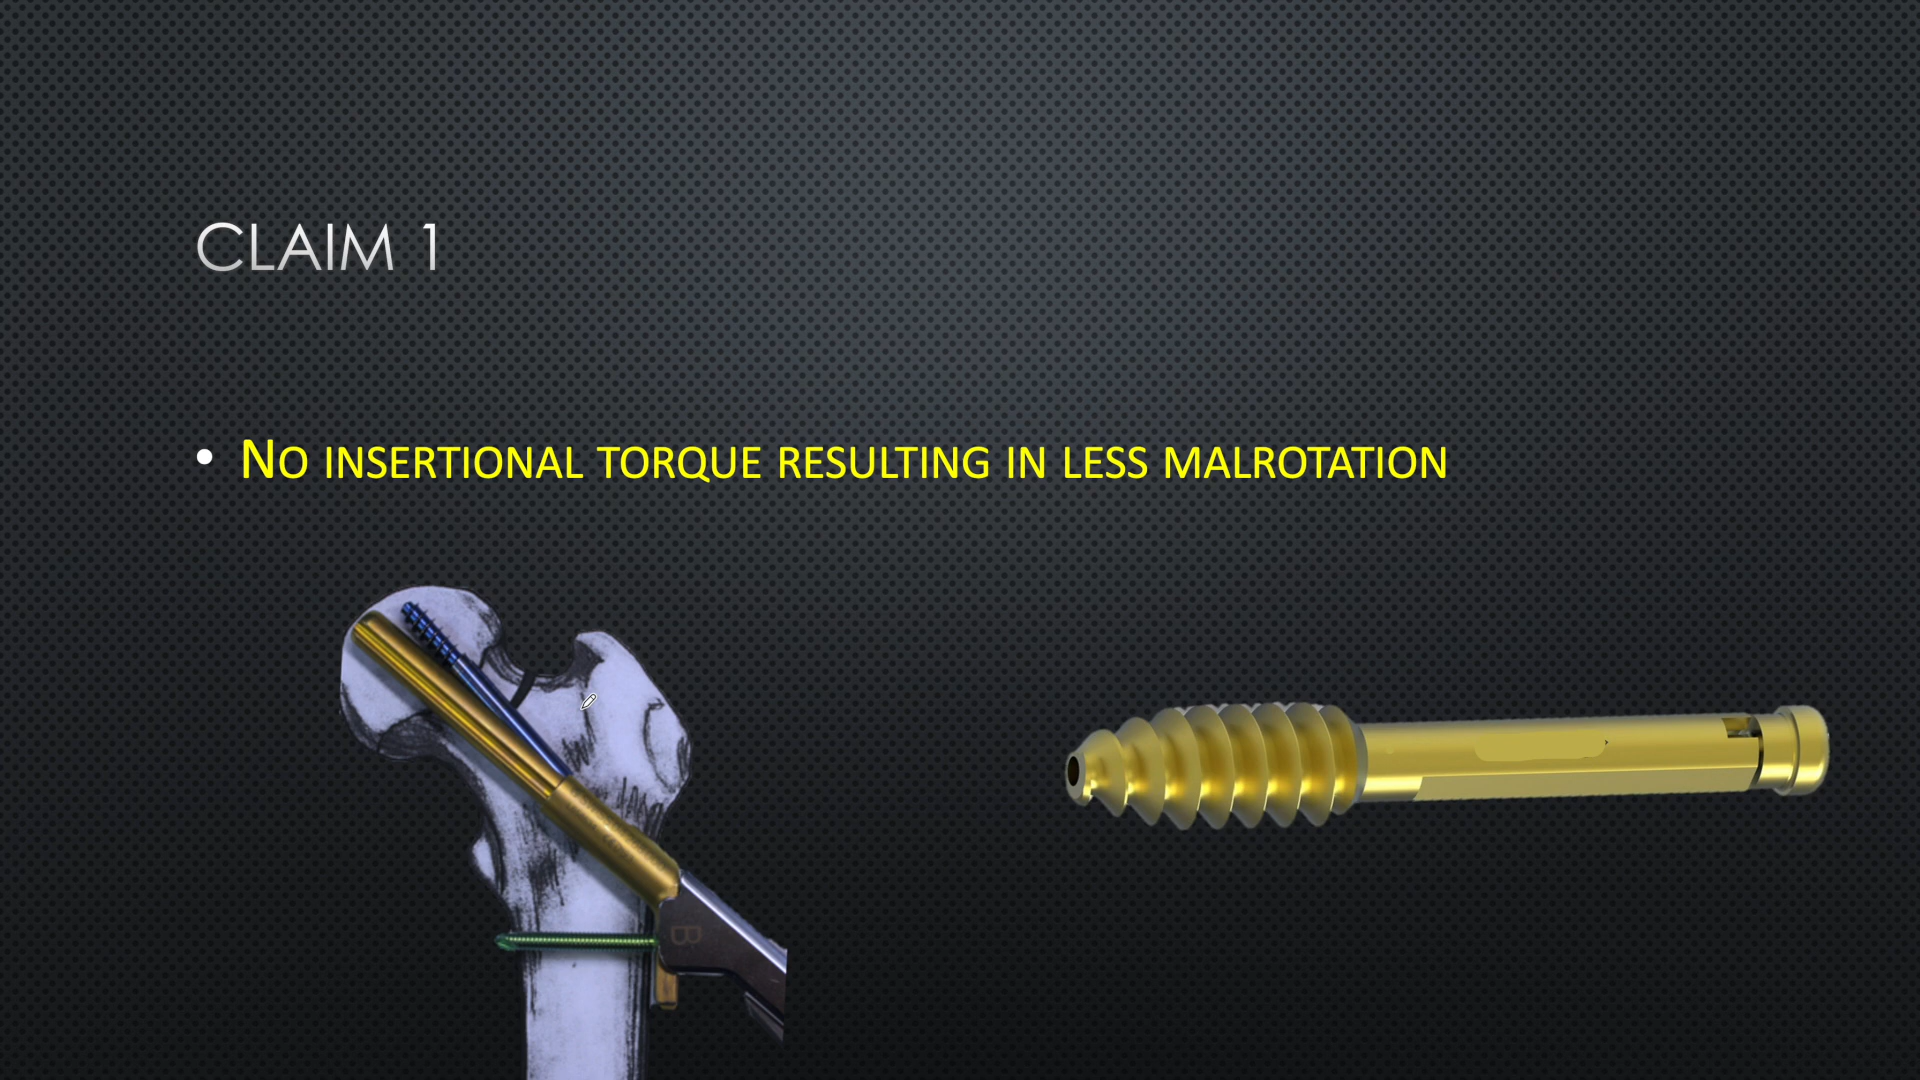 CLAIM 1
• NO INSERTIONAL TORQUE RESULTING IN LESS MALROTATION
B